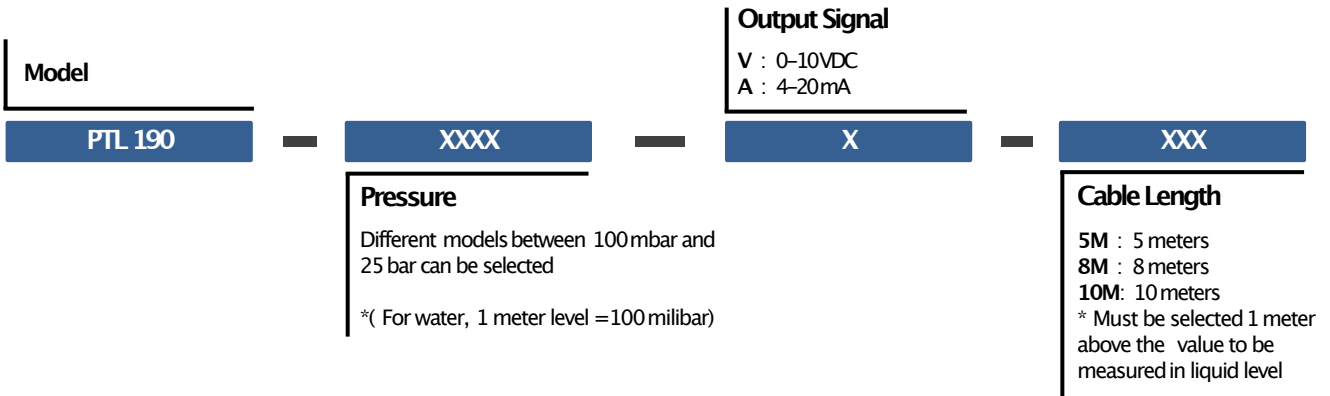 Output Signal
V : 0–10VDC
A : 4–20mA
Model
PTL 190
XXXX
X
XXX
Pressure
Different models between 100 mbar and
25 bar can be selected
*( For water, 1 meter level =100 milibar)
Cable Length
5M : 5 meters
8M : 8 meters
10M: 10 meters
* Must be selected 1 meter
above the value to be
measured in liquid level